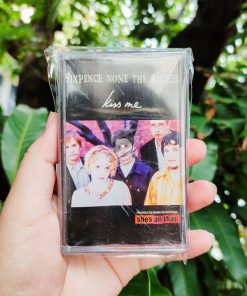 SIXPENCE NONE THE RICHER
kiss me
she's all that